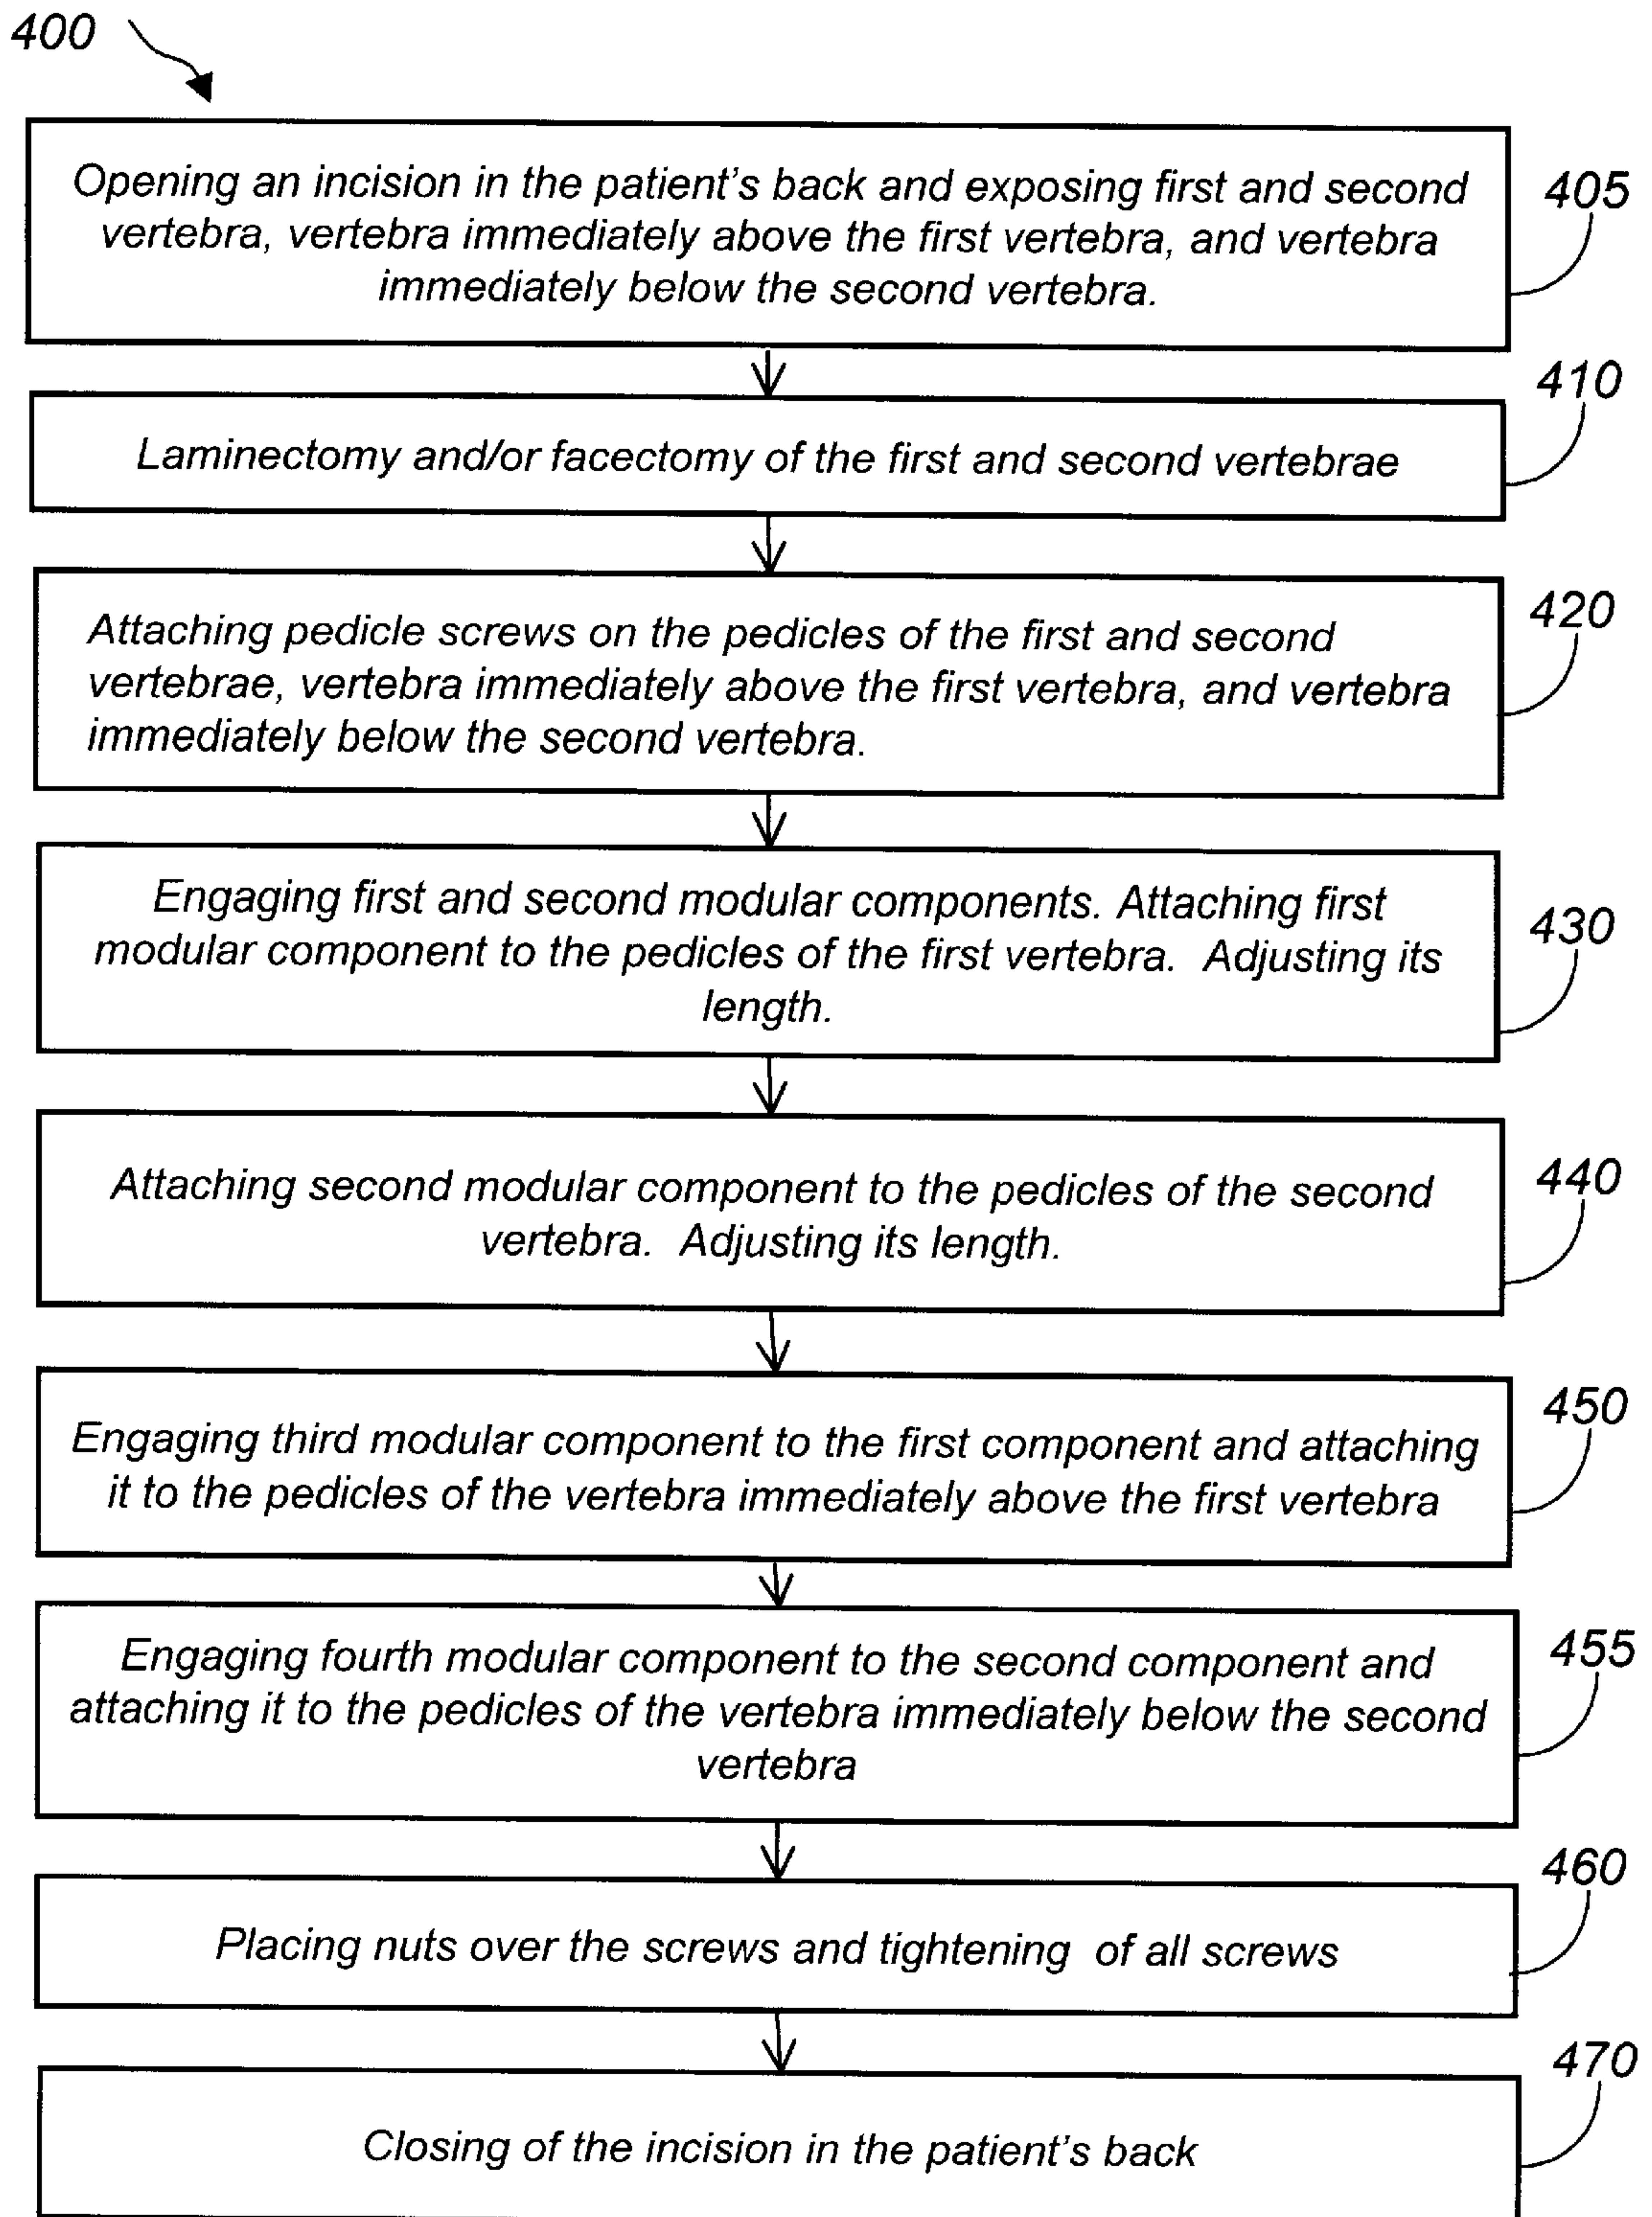 400
Opening an incision in the patient's back and exposing first and second
vertebra, vertebra immediately above the first vertebra, and vertebra
immediately below the second vertebra.
405
Laminectomy and/or facectomy of the first and second vertebrae
410
Attaching pedicle screws on the pedicles of the first and second
vertebrae, vertebra immediately above the first vertebra, and vertebra
immediately below the second vertebra.
420
Engaging first and second modular components. Attaching first
modular component to the pedicles of the first vertebra. Adjusting its
length.
430
Attaching second modular component to the pedicles of the second
vertebra. Adjusting its length.
440
Engaging third modular component to the first component and attaching
it to the pedicles of the vertebra immediately above the first vertebra
450
Engaging fourth modular component to the second component and
attaching it to the pedicles of the vertebra immediately below the second
vertebra
455
Placing nuts over the screws and tightening of all screws
460
Closing of the incision in the patient's back
470